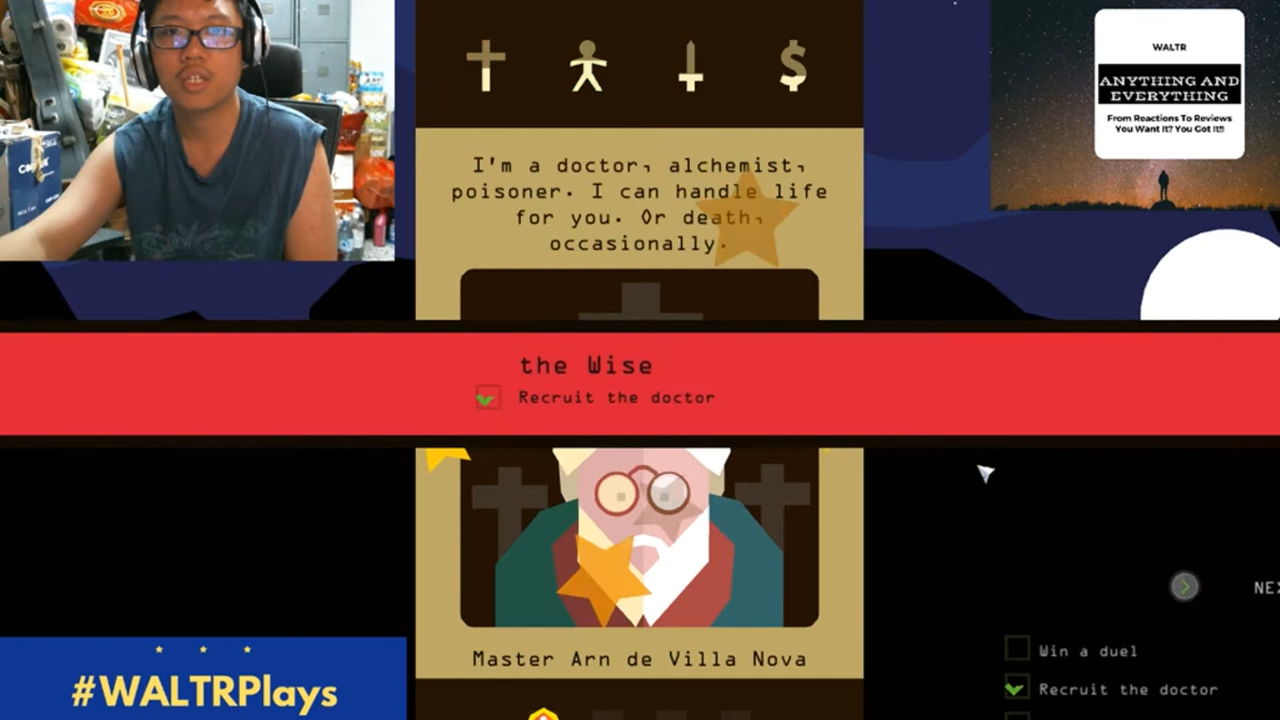 WALTR
ANYTHING AND
EVERYTHING
From Reactions To Reviews
You Want It? You Got It!!
I'm a doctor, alchemist,
poisoner. I can handle life
for you. Or death,
occasionally.
the Wise
Recruit the doctor
Master Arn de Villa Nova
#WALTRPlays
Win a duel
Recruit the doctor